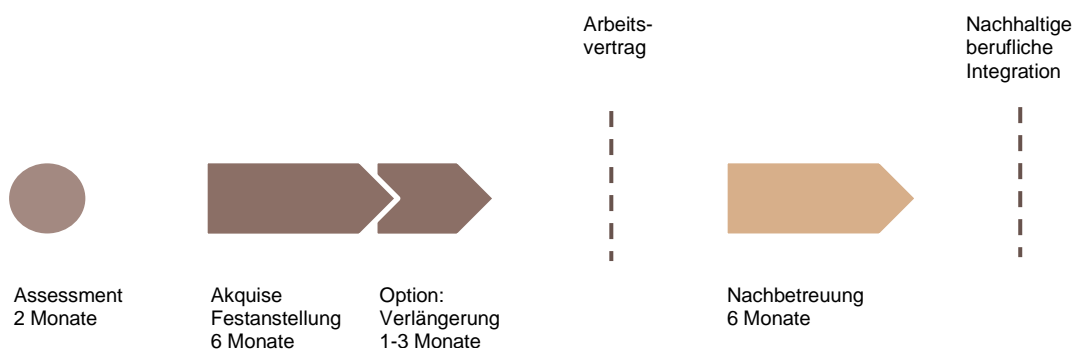 Arbeits-
vertrag
Nachhaltige
berufliche
Integration
Assessment
2 Monate
Akquise
Festanstellung
6 Monate
Option:
Verlängerung
1-3 Monate
Nachbetreuung
6 Monate